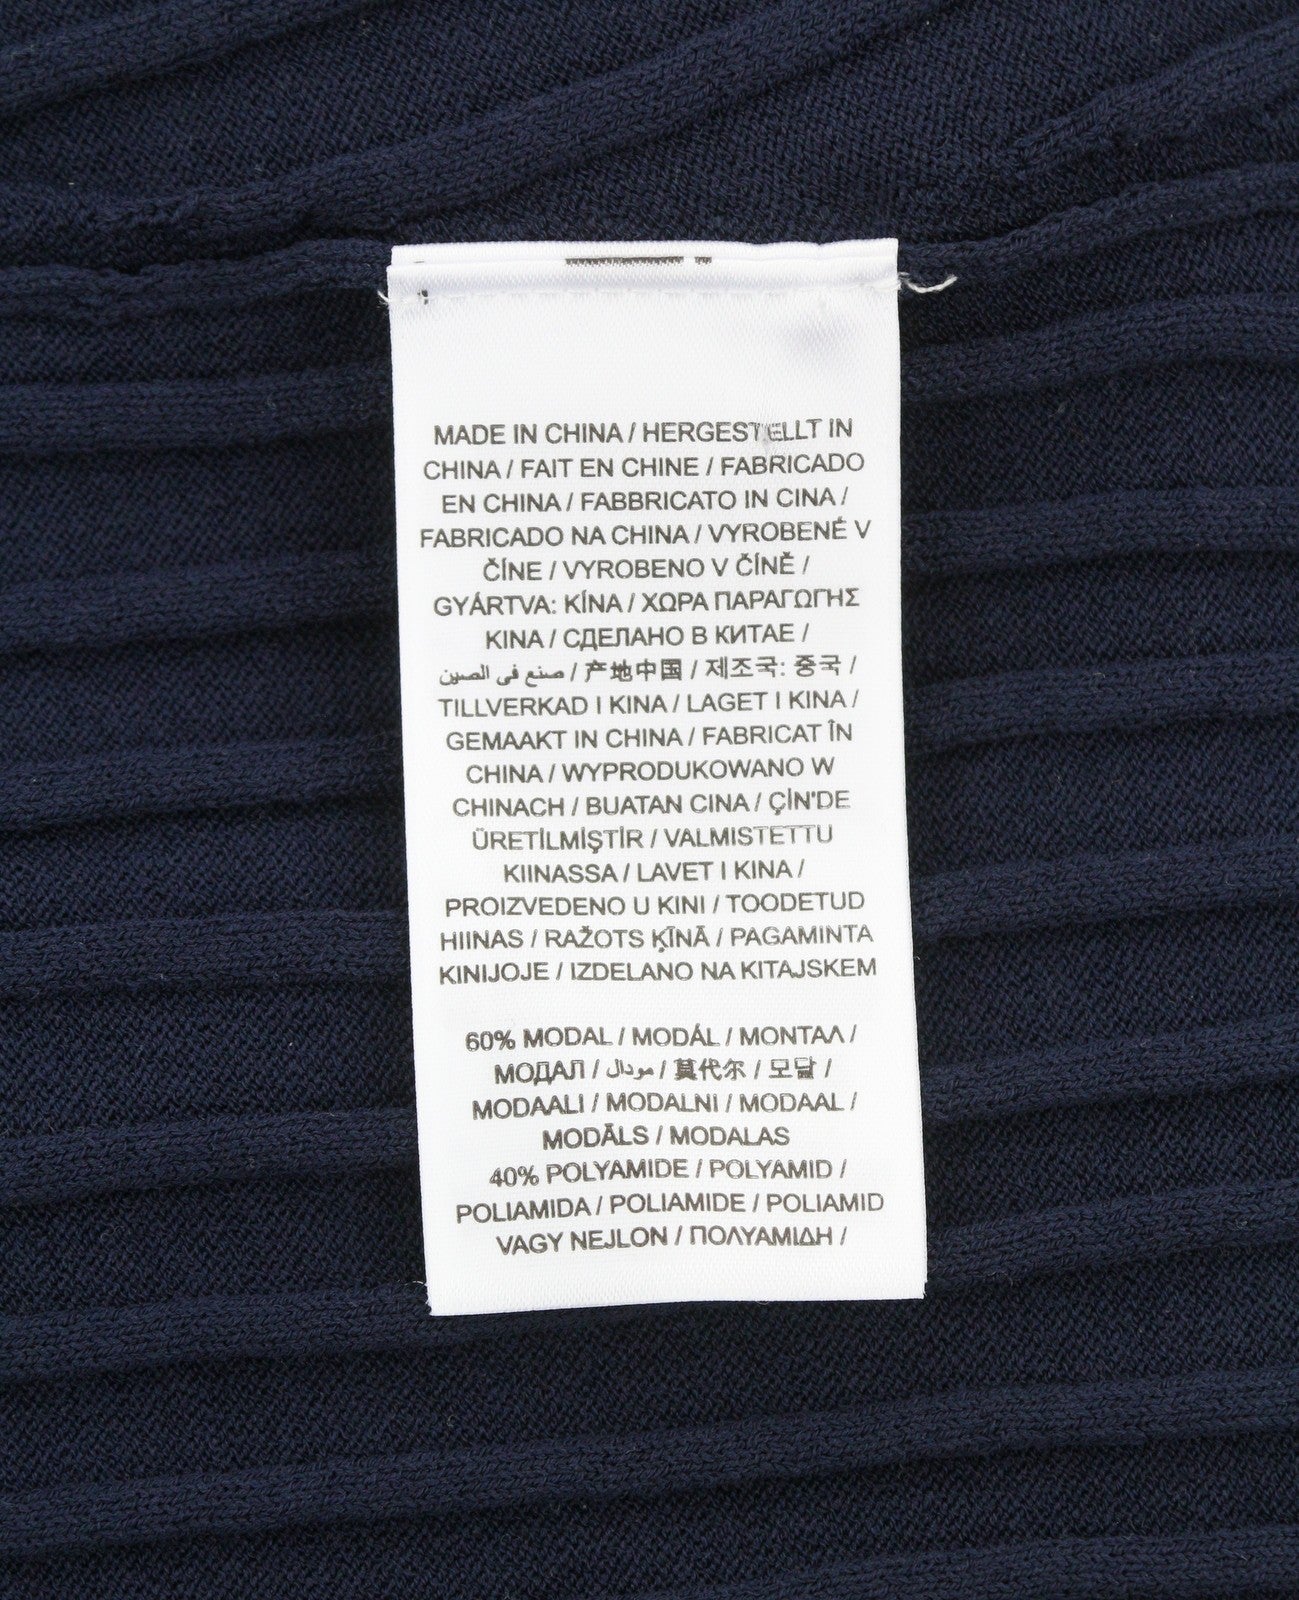 MADE IN CHINA / HERGESTELLT IN
CHINA / FAIT EN CHINE / FABRICADO
EN CHINA / FABBRICATO IN CINA /
FABRICADO NA CHINA / VYROBENÉ V
ČÍNE / VYROBENO V ČÍNĚ /
GYÁRTVA: KÍNA / ΧΩΡΑ ΠΑΡΑΓΩΓΗΣ
ΚΙΝΑ / СДЕЛАНО В КИТАЕ /
صنع في الصين / 产地中国 / 제조국: 중국 /
TILLVERKAD I KINA / LAGET I KINA /
GEMAAKT IN CHINA / FABRICAT ÎN
CHINA / WYPRODUKOWANO W
CHINACH / BUATAN CINA / ÇİN'DE
ÜRETİLMİŞTİR / VALMISTETTU
KIINASSA / LAVET I KINA /
PROIZVEDENO U KINI / TOODETUD
HIINAS / RAŽOTS ĶĪNĀ / PAGAMINTA
KINIJOJE / IZDELANO NA KITAJSKEM
60% MODAL / MODÁL / ΜΟΝΤΑΛ /
МОДАЛ / مودال / 莫代尔 / 모달 /
MODAALI / MODALNI / MODAAL /
MODĀLS / MODALAS
40% POLYAMIDE / POLYAMID /
POLIAMIDA / POLIAMIDE / POLIAMID
VAGY NEJLON / ΠΟΛΥΑΜΙΔΗ /